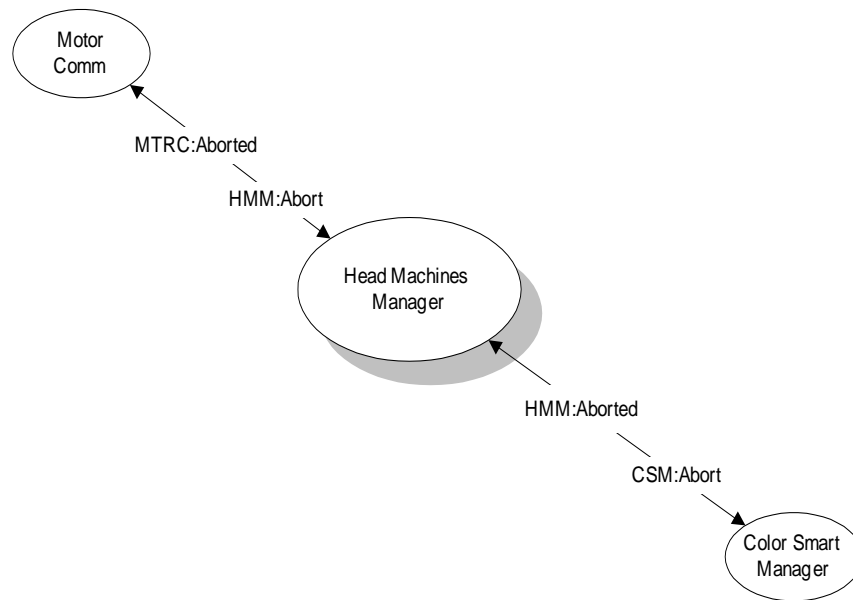 Motor
Comm
MTRC:Aborted
HMM:Abort
Head Machines
Manager
HMM:Aborted
CSM:Abort
Color Smart
Manager